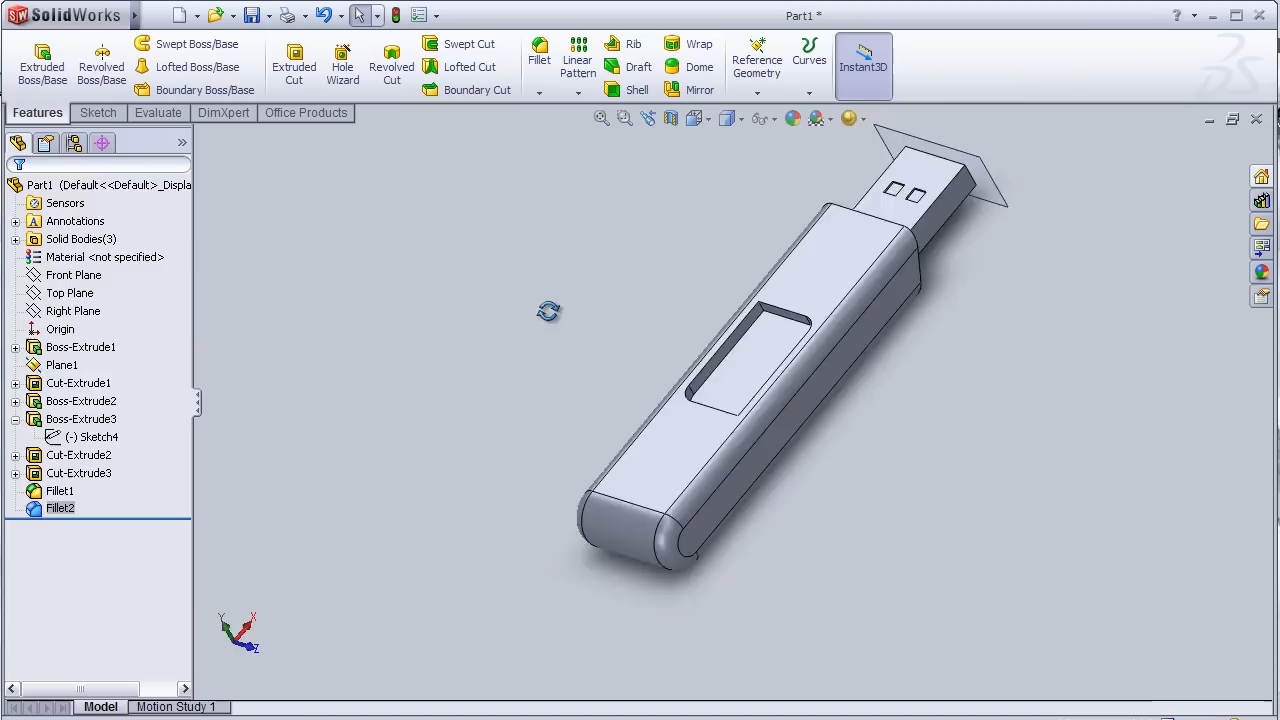 SolidWorks
Part1 *
Extruded Boss/Base
Revolved Boss/Base
Swept Boss/Base
Lofted Boss/Base
Boundary Boss/Base
Extruded Cut
Hole Wizard
Revolved Cut
Swept Cut
Lofted Cut
Boundary Cut
Fillet
Linear Pattern
Rib
Draft
Shell
Wrap
Dome
Mirror
Reference Geometry
Curves
Instant3D
Features
Sketch
Evaluate
DimXpert
Office Products
Part1 (Default<<Default>_Displa
Sensors
Annotations
Solid Bodies(3)
Material <not specified>
Front Plane
Top Plane
Right Plane
Origin
Boss-Extrude1
Plane1
Cut-Extrude1
Boss-Extrude2
Boss-Extrude3
(-) Sketch4
Cut-Extrude2
Cut-Extrude3
Fillet1
Fillet2
Y
X
Z
Model
Motion Study 1